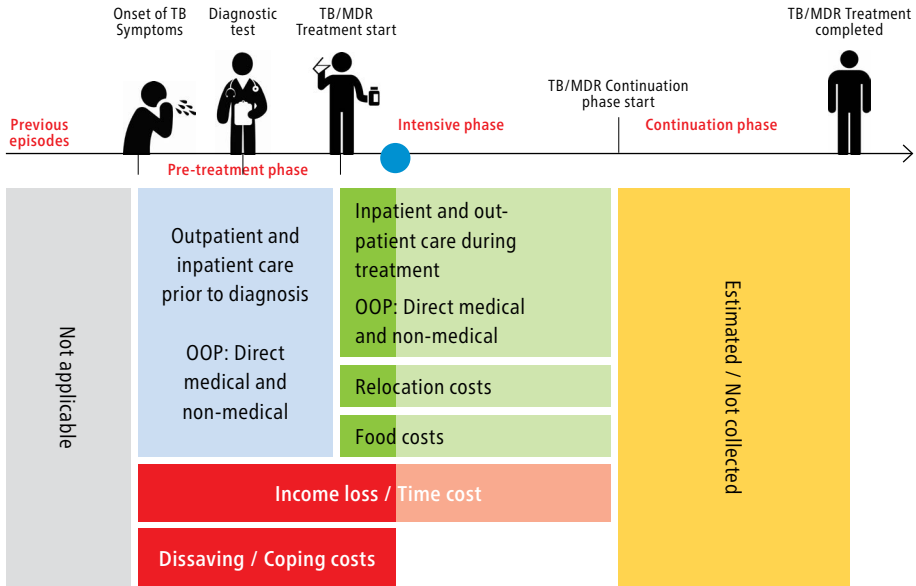 Onset of TB
Symptoms
Diagnostic
test
TB/MDR
Treatment start
TB/MDR Treatment
completed
TB/MDR Continuation
phase start
Previous
episodes
Intensive phase
Continuation phase
Pre-treatment phase
Not applicable
Outpatient and
inpatient care
prior to diagnosis
OOP: Direct
medical and
non-medical
Inpatient and out-
patient care during
treatment
OOP: Direct medical
and non-medical
Relocation costs
Food costs
Income loss / Time cost
Dissaving / Coping costs
Estimated / Not collected